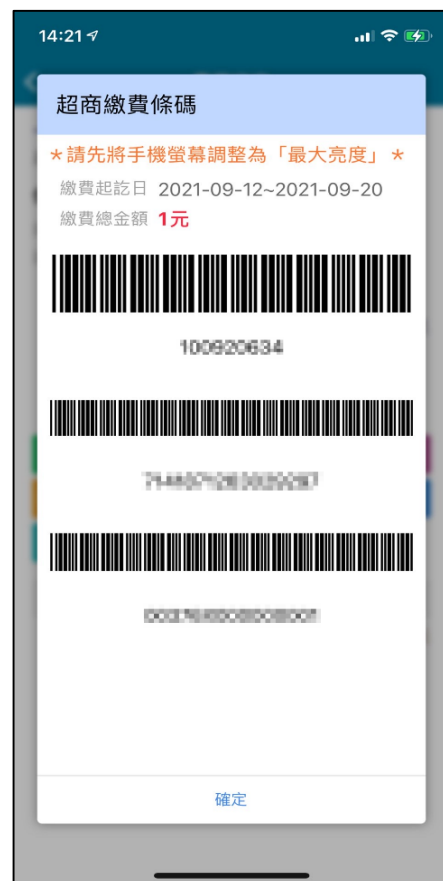 14:21
超商繳費條碼
*請先將手機螢幕調整為「最大亮度」*
繳費起訖日 2021-09-12~2021-09-20
繳費總金額 1元
100920634
確定